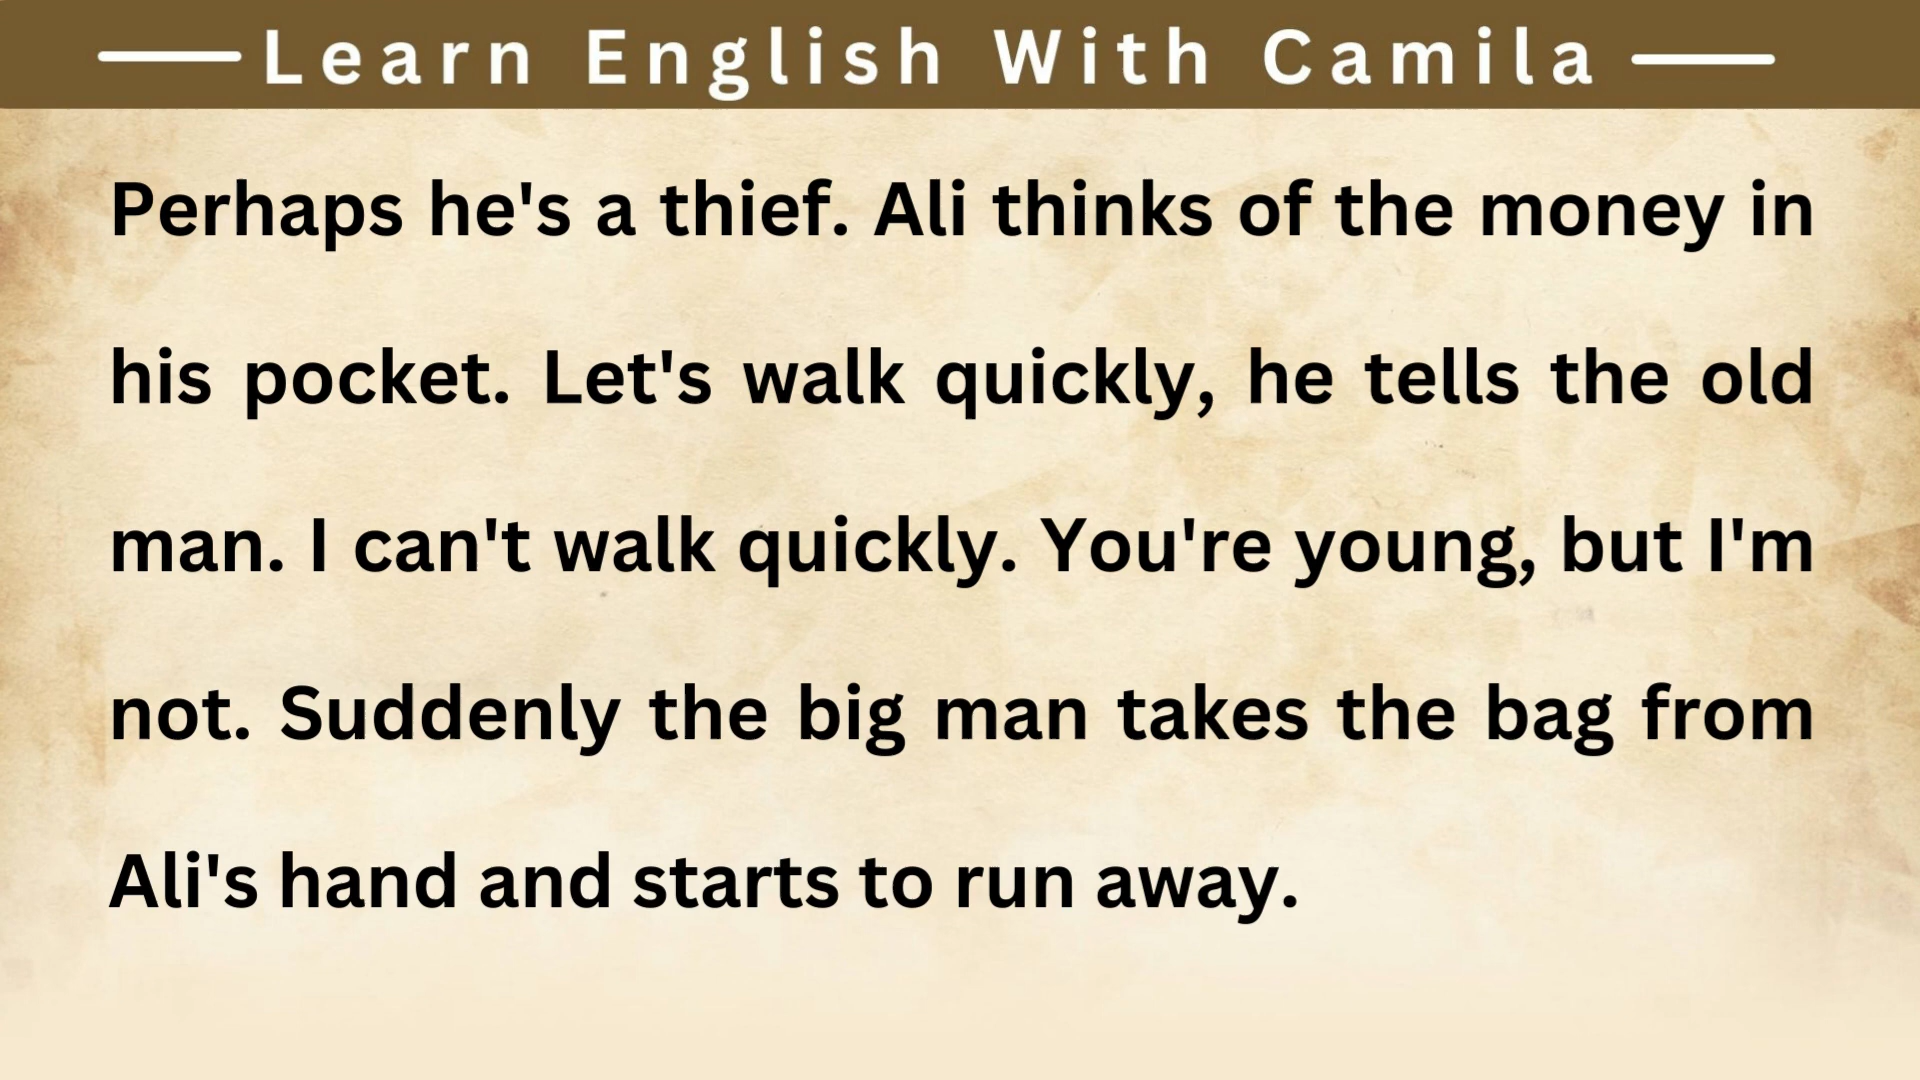 Learn English With Camila
Perhaps he's a thief. Ali thinks of the money in
his pocket. Let's walk quickly, he tells the old
man. I can't walk quickly. You're young, but I'm
not. Suddenly the big man takes the bag from
Ali's hand and starts to run away.